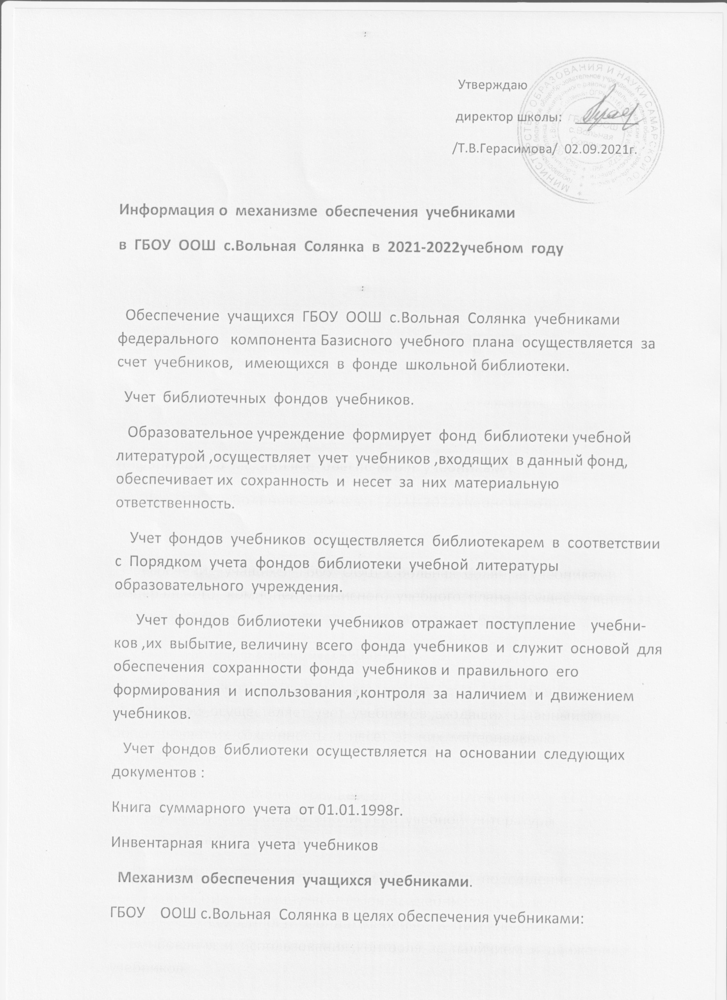 Утверждаю
директор школы:
/Т.В.Герасимова/ 02.09.2021г.
МИНИСТЕРСТВО ОБРАЗОВАНИЯ И НАУКИ САМАРСКОЙ
ГБОУ ООШ
с.Вольная
Информация о механизме обеспечения учебниками
в ГБОУ ООШ с.Вольная Солянка в 2021-2022учебном году
Обеспечение учащихся ГБОУ ООШ с.Вольная Солянка учебниками
федерального компонента Базисного учебного плана осуществляется за
счет учебников, имеющихся в фонде школьной библиотеки.
Учет библиотечных фондов учебников.
Образовательное учреждение формирует фонд библиотеки учебной
литературой ,осуществляет учет учебников ,входящих в данный фонд,
обеспечивает их сохранность и несет за них материальную
ответственность.
Учет фондов учебников осуществляется библиотекарем в соответствии
с Порядком учета фондов библиотеки учебной литературы
образовательного учреждения.
Учет фондов библиотеки учебников отражает поступление учебни-
ков ,их выбытие, величину всего фонда учебников и служит основой для
обеспечения сохранности фонда учебников и правильного его
формирования и использования ,контроля за наличием и движением
учебников.
Учет фондов библиотеки осуществляется на основании следующих
документов :
Книга суммарного учета от 01.01.1998г.
Инвентарная книга учета учебников
Механизм обеспечения учащихся учебниками.
ГБОУ ООШ с.Вольная Солянка в целях обеспечения учебниками: